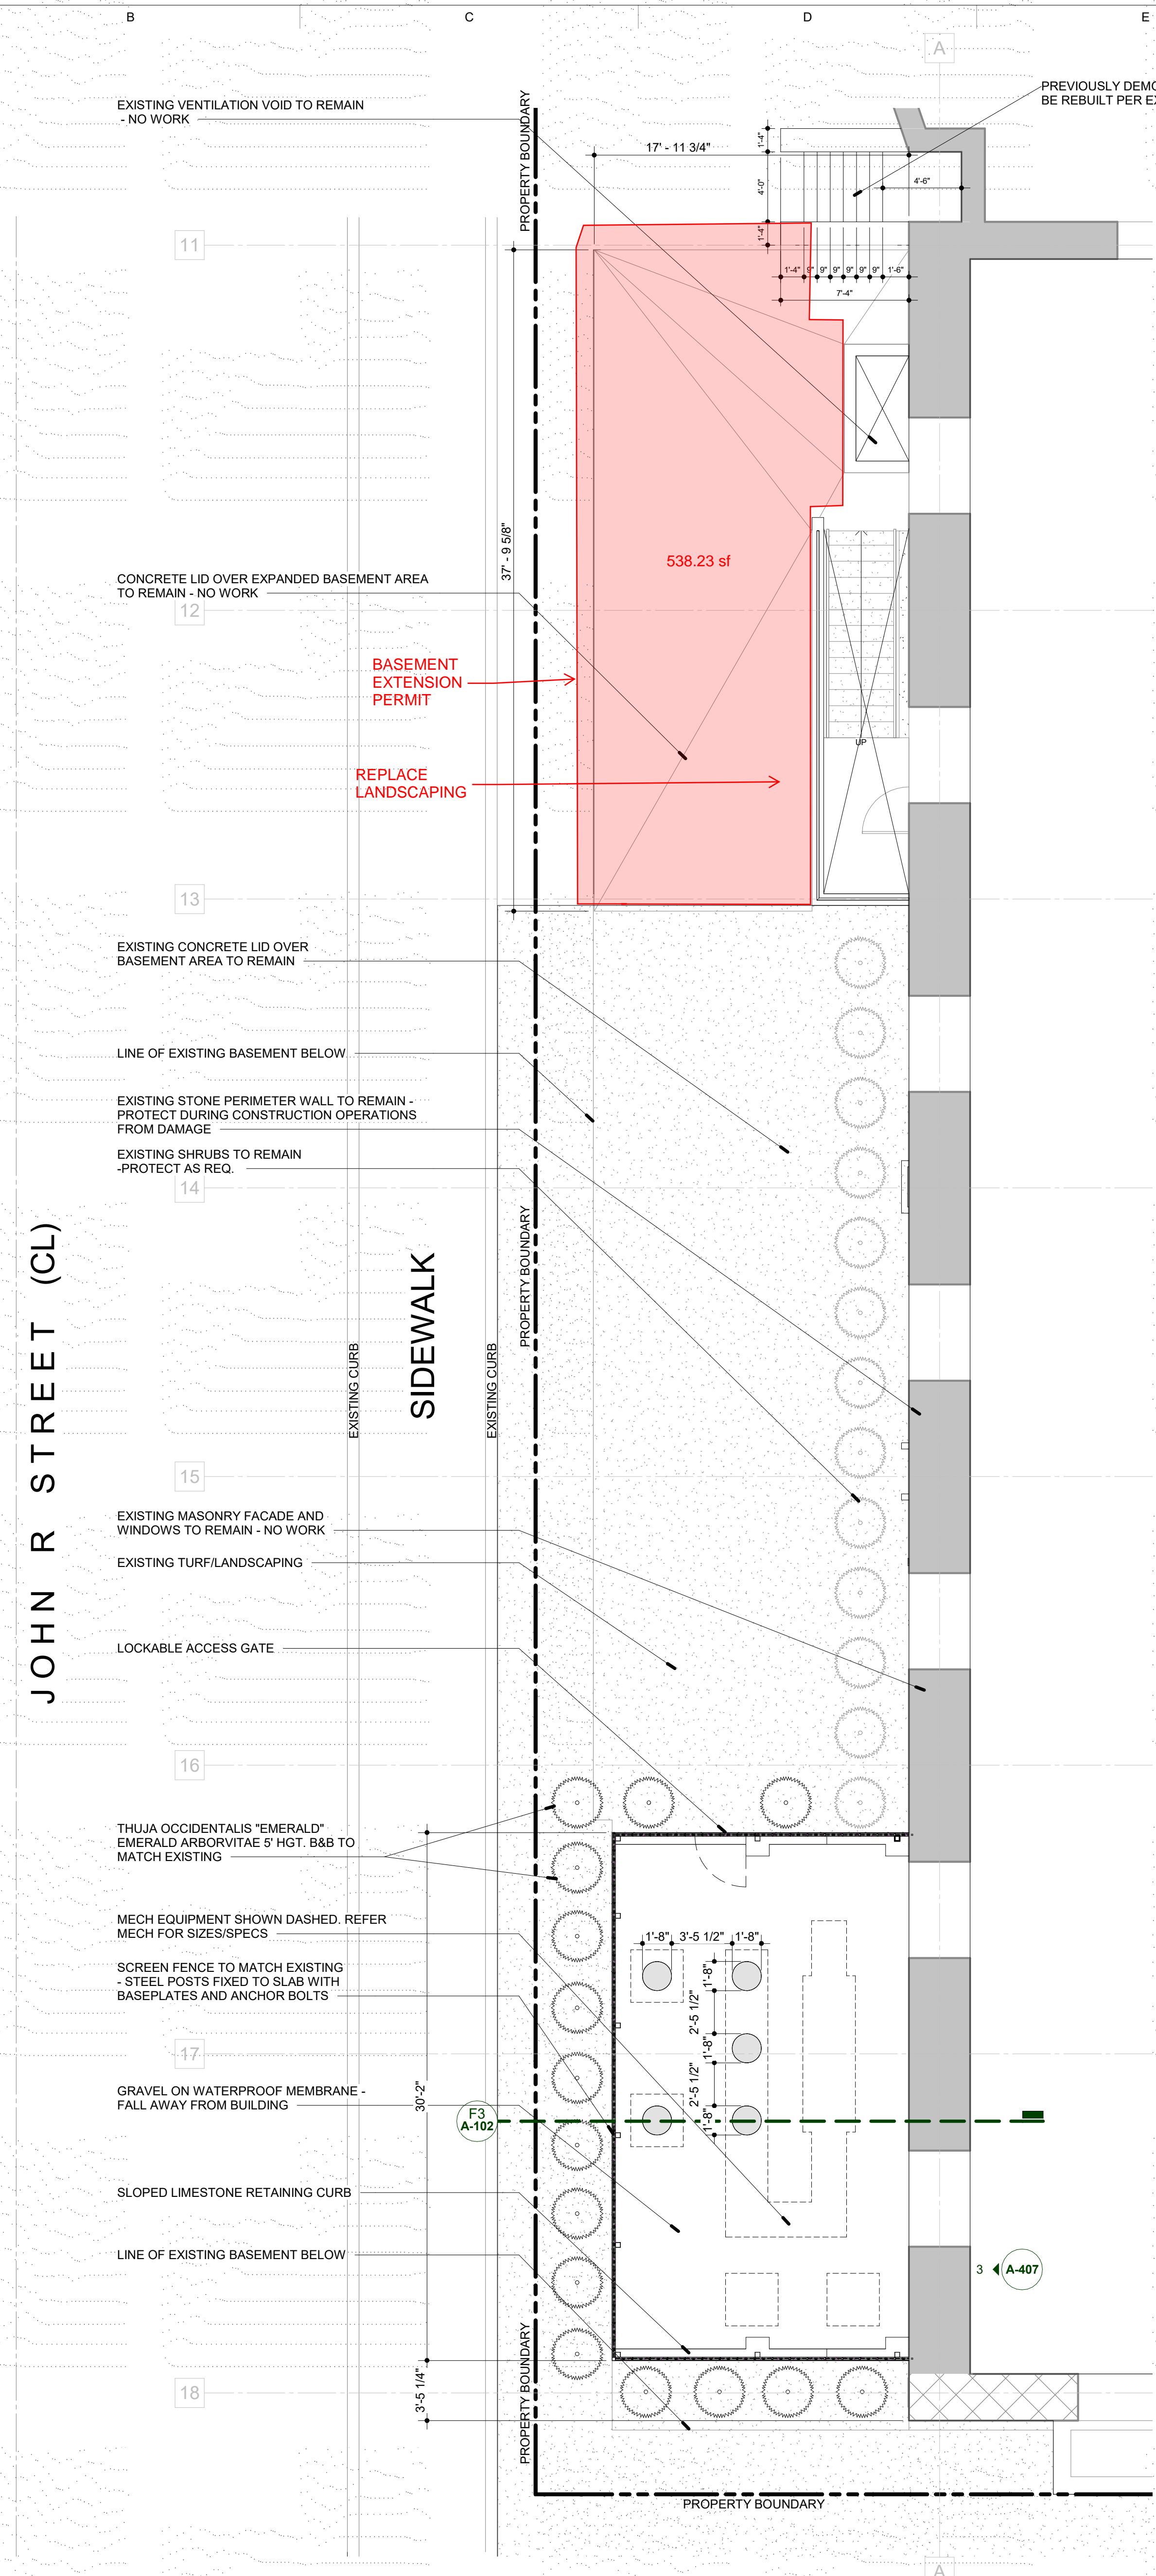 B
C
D
E
A
EXISTING VENTILATION VOID TO REMAIN
- NO WORK
PREVIOUSLY DEMO
BE REBUILT PER EX
PROPERTY BOUNDARY
17' - 11 3/4"
1'-4"
4'-0"
1'-4"
4'-6"
11
1'-4"
9"
9"
9"
9"
9"
9"
1'-6"
7'-4"
37' - 9 5/8"
538.23 sf
CONCRETE LID OVER EXPANDED BASEMENT AREA
TO REMAIN - NO WORK
12
BASEMENT
EXTENSION
PERMIT
UP
REPLACE
LANDSCAPING
13
EXISTING CONCRETE LID OVER
BASEMENT AREA TO REMAIN
LINE OF EXISTING BASEMENT BELOW
EXISTING STONE PERIMETER WALL TO REMAIN -
PROTECT DURING CONSTRUCTION OPERATIONS
FROM DAMAGE
EXISTING SHRUBS TO REMAIN
-PROTECT AS REQ.
14
JOHN R STREET (CL)
SIDEWALK
PROPERTY BOUNDARY
EXISTING CURB
EXISTING CURB
15
EXISTING MASONRY FACADE AND
WINDOWS TO REMAIN - NO WORK
EXISTING TURF/LANDSCAPING
LOCKABLE ACCESS GATE
16
THUJA OCCIDENTALIS "EMERALD"
EMERALD ARBORVITAE 5' HGT. B&B TO
MATCH EXISTING
MECH EQUIPMENT SHOWN DASHED. REFER
MECH FOR SIZES/SPECS
1'-8"
3'-5 1/2"
1'-8"
SCREEN FENCE TO MATCH EXISTING
- STEEL POSTS FIXED TO SLAB WITH
BASEPLATES AND ANCHOR BOLTS
1'-8"
2'-5 1/2"
1'-8"
2'-5 1/2"
1'-8"
17
30'-2"
GRAVEL ON WATERPROOF MEMBRANE -
FALL AWAY FROM BUILDING
F3
A-102
SLOPED LIMESTONE RETAINING CURB
LINE OF EXISTING BASEMENT BELOW
3
A-407
18
3'-5 1/4"
PROPERTY BOUNDARY
PROPERTY BOUNDARY
A